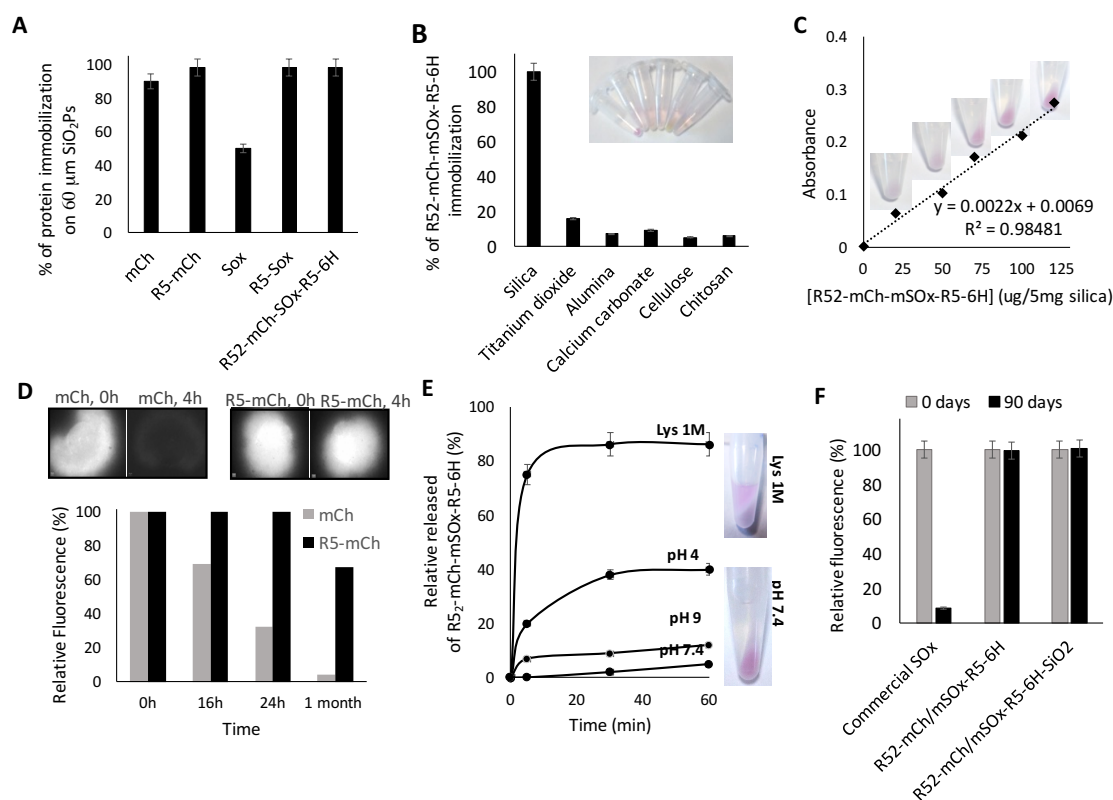 A
% of protein immobilization
on 60 μm SiO2Ps
100
80
60
40
20
0
mCh
R5-mCh
Sox
R5-Sox
R52-mCh-SOx-R5-6H
B
% of R52-mCh-mSOx-R5-6H
immobilization
100
80
60
40
20
0
Silica
Titanium dioxide
Alumina
Calcium carbonate
Cellulose
Chitosan
C
Absorbance
0.4
0.3
0.2
0.1
0
y = 0.0022x + 0.0069
R² = 0.98481
0 25 50 75 100 125
[R52-mCh-mSOx-R5-6H] (ug/5mg silica)
D
mCh, 0h mCh, 4h
R5-mCh, 0h R5-mCh, 4h
Relative Fluorescence (%)
100
80
60
40
20
0
mCh
R5-mCh
0h 16h 24h 1 month
Time
E
Relative released
of R52-mCh-mSOx-R5-6H (%)
100
80
60
40
20
0
Lys 1M
pH 4
pH 9
pH 7.4
0 20 40 60
Time (min)
Lys 1M
pH 7.4
F
0 days 90 days
Relative fluorescence (%)
120
100
80
60
40
20
0
Commercial SOx
R52-mCh/mSOx-R5-6H
R52-mCh/mSOx-R5-6H-SiO2